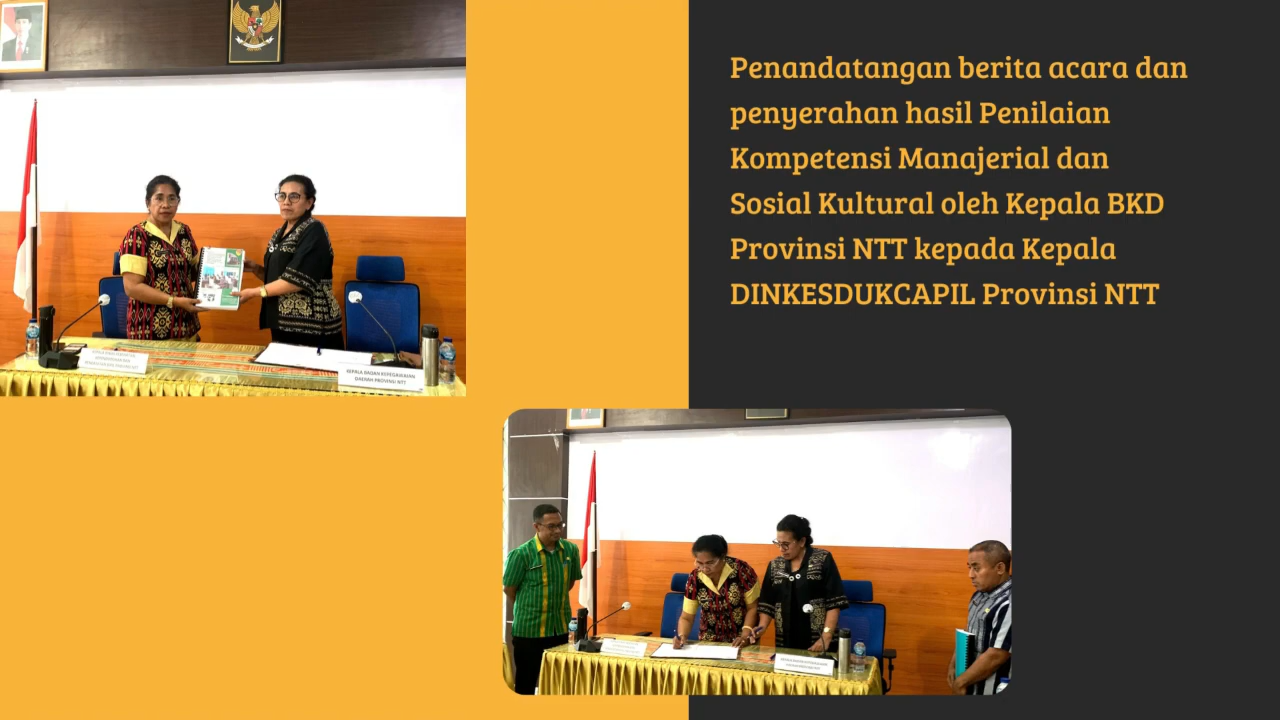 Penandatangan berita acara dan
penyerahan hasil Penilaian
Kompetensi Manajerial dan
Sosial Kultural oleh Kepala BKD
Provinsi NTT kepada Kepala
DINKESDUKCAPIL Provinsi NTT
KEPALA BADAN KEPEGAWAIAN
DAERAH PROVINSI NTT